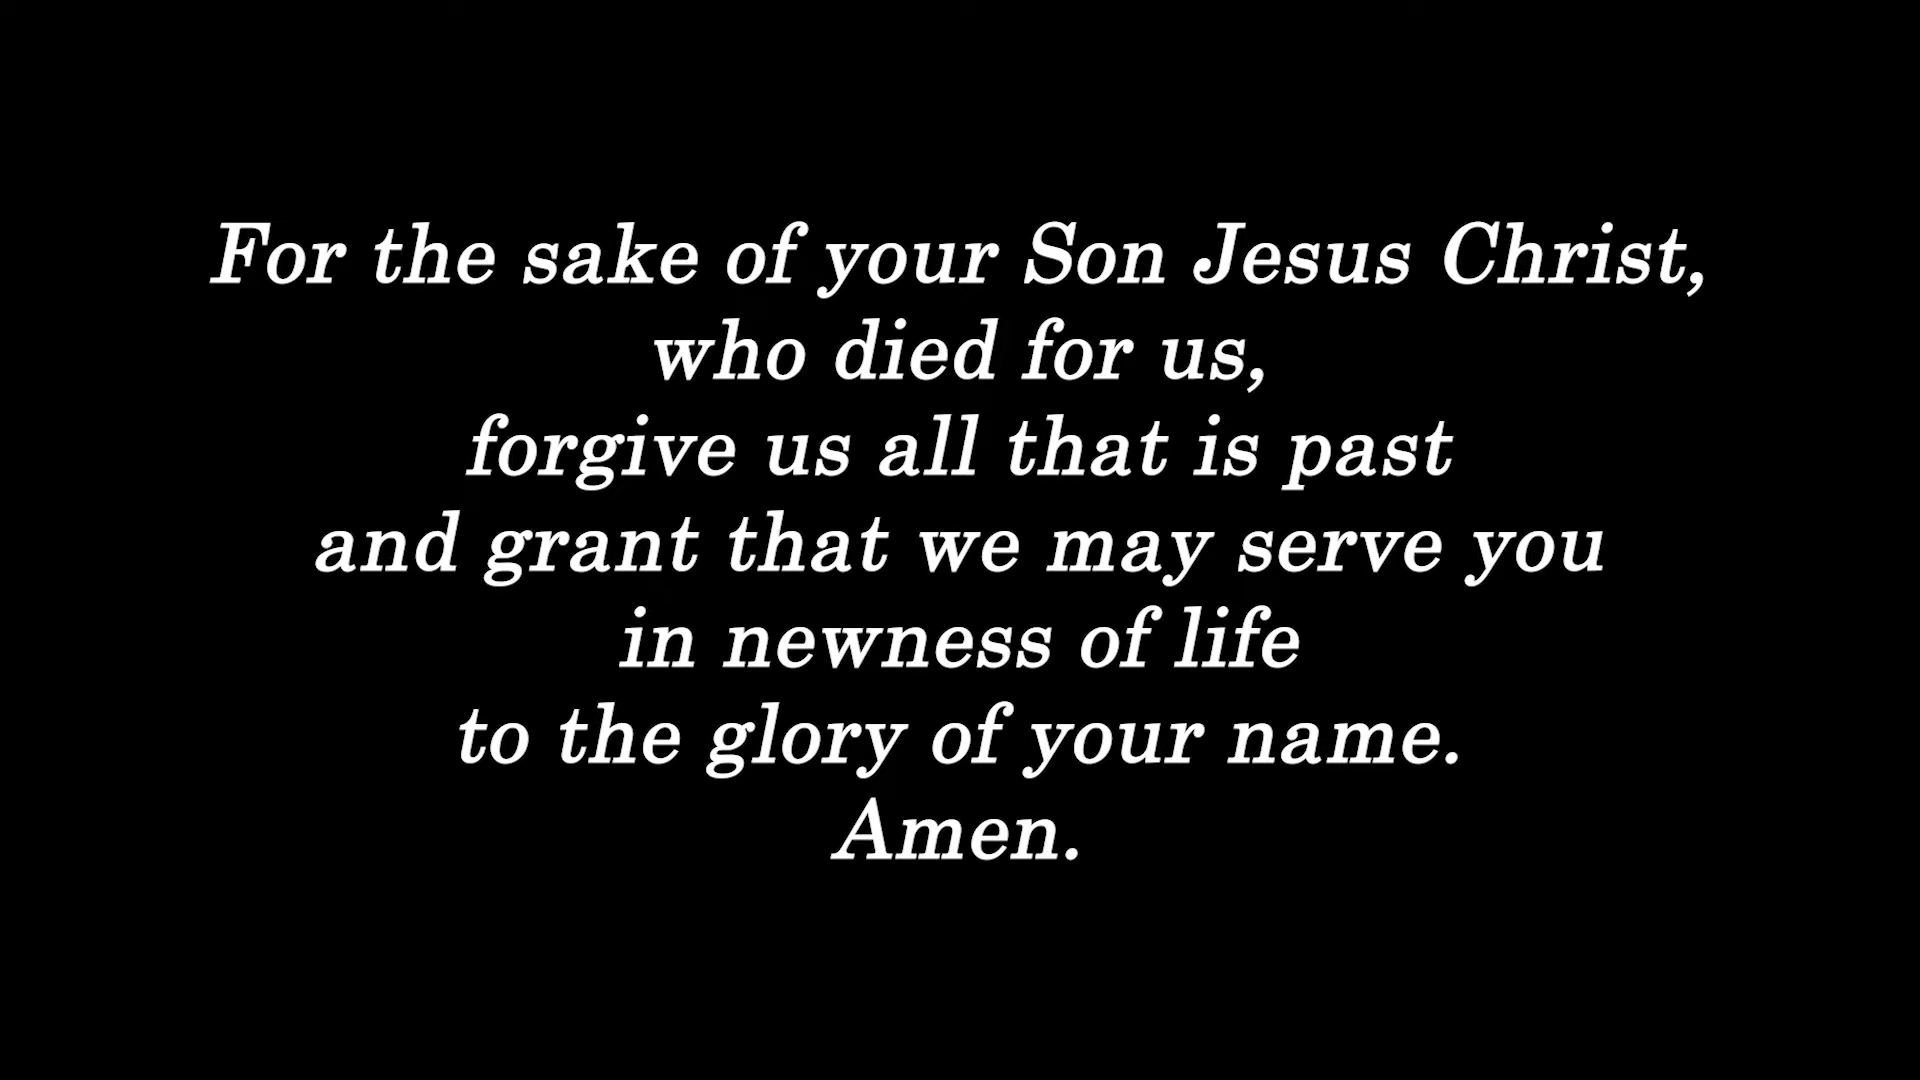 For the sake of your Son Jesus Christ,
who died for us,
forgive us all that is past
and grant that we may serve you
in newness of life
to the glory of your name.
Amen.